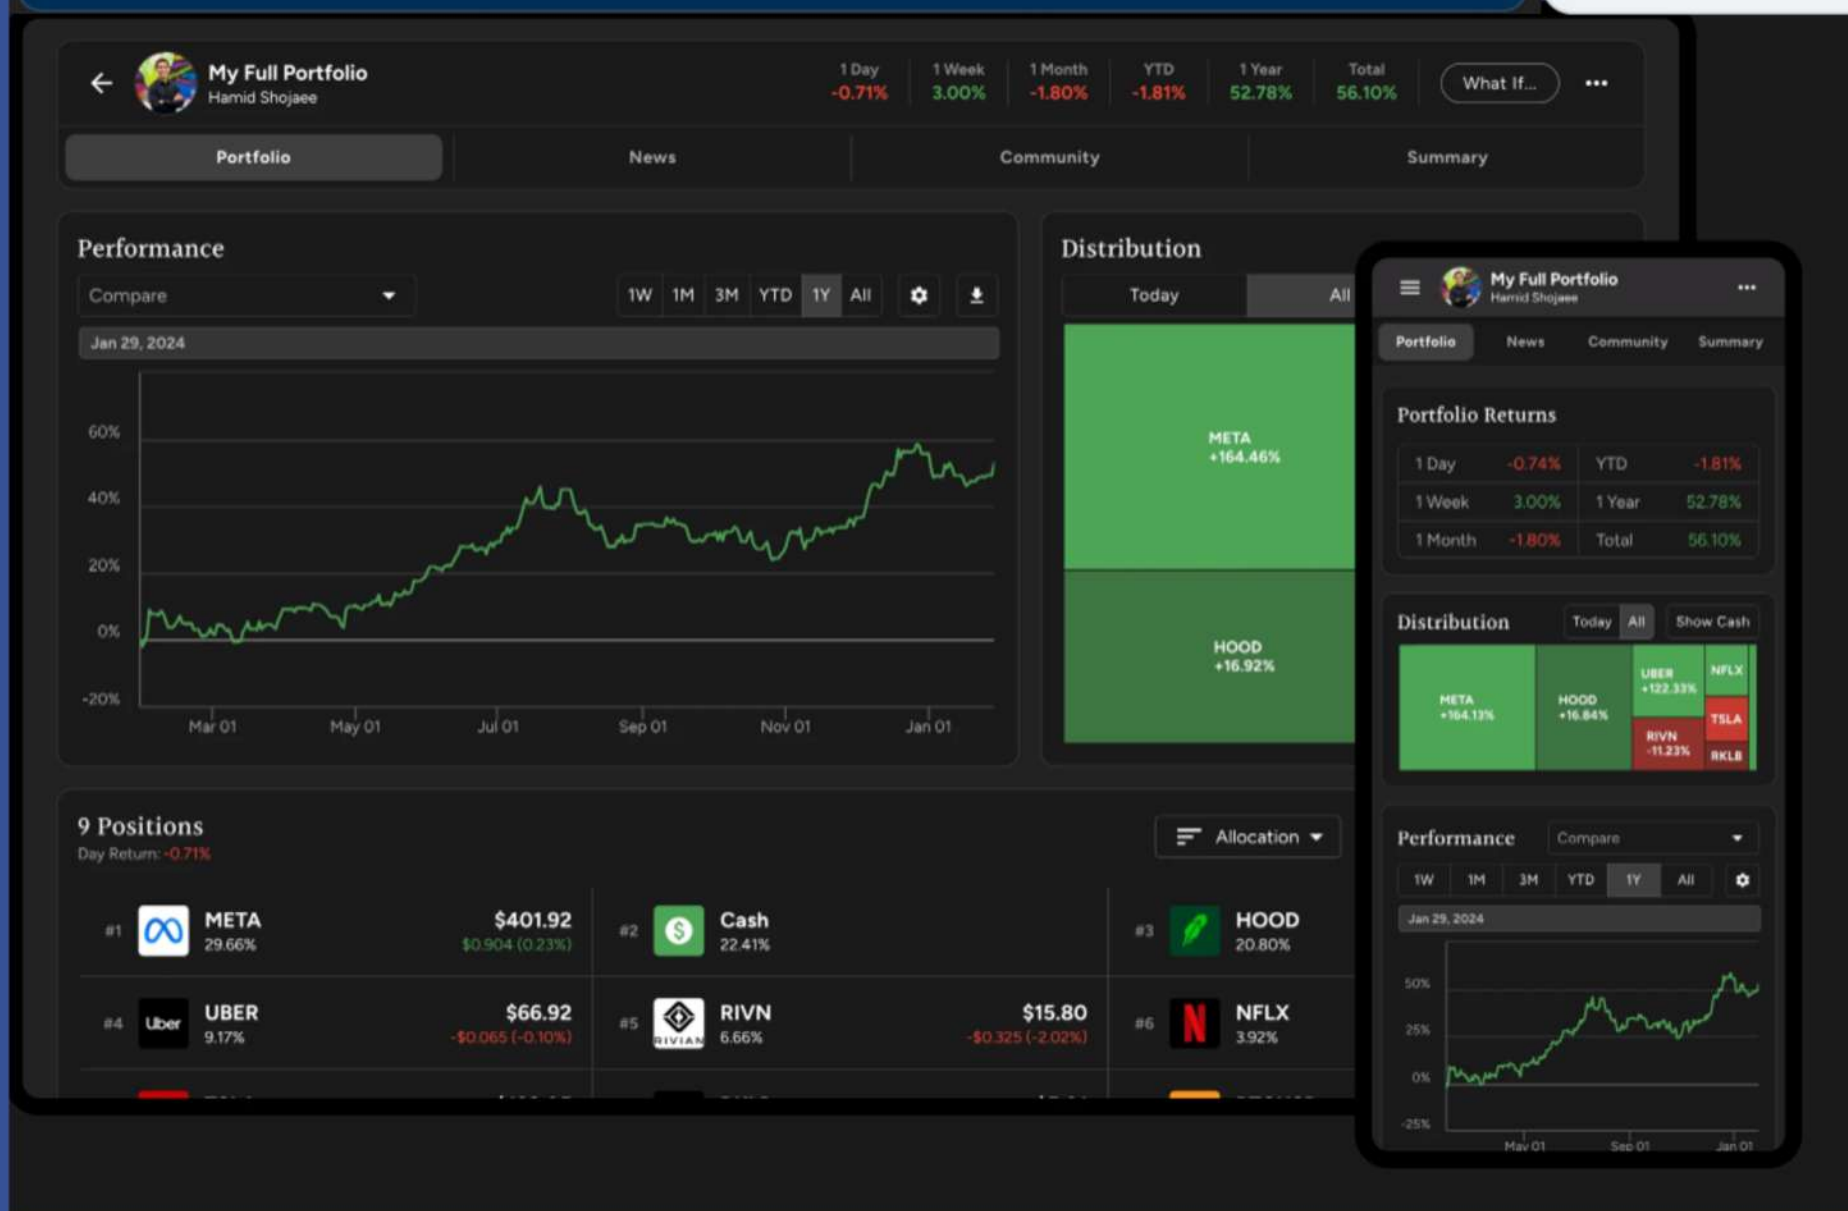 My Full Portfolio
Hamid Shojaee
1 Day
-0.71%
1 Week
3.00%
1 Month
-1.80%
YTD
-1.81%
1 Year
52.78%
Total
56.10%
What If...
Portfolio
News
Community
Summary
Performance
Compare
1W 1M 3M YTD 1Y All
Jan 29, 2024
60%
40%
20%
0%
-20%
Mar 01 May 01 Jul 01 Sep 01 Nov 01 Jan 01
Distribution
Today All
META
+164.46%
HOOD
+16.92%
9 Positions
Day Return: -0.71%
Allocation
#1
META
29.66%
$401.92
$0.904 (0.23%)
#2
Cash
22.41%
#3
HOOD
20.80%
#4
Uber
UBER
9.17%
$66.92
-$0.065 (-0.10%)
#5
RIVIAN
RIVN
6.66%
$15.80
-$0.325 (-2.02%)
#6
NFLX
3.92%
My Full Portfolio
Hamid Shojaee
Portfolio News Community Summary
Portfolio Returns
1 Day -0.74% YTD -1.81%
1 Week 3.00% 1 Year 52.78%
1 Month -1.80% Total 56.10%
Distribution
Today All
Show Cash
META
+164.13%
HOOD
+16.84%
UBER
+122.33%
RIVN
-11.23%
NFLX
TSLA
RKLB
Performance
Compare
1W 1M 3M YTD 1Y All
Jan 29, 2024
50%
25%
0%
-25%
May 01 Sep 01 Jan 01